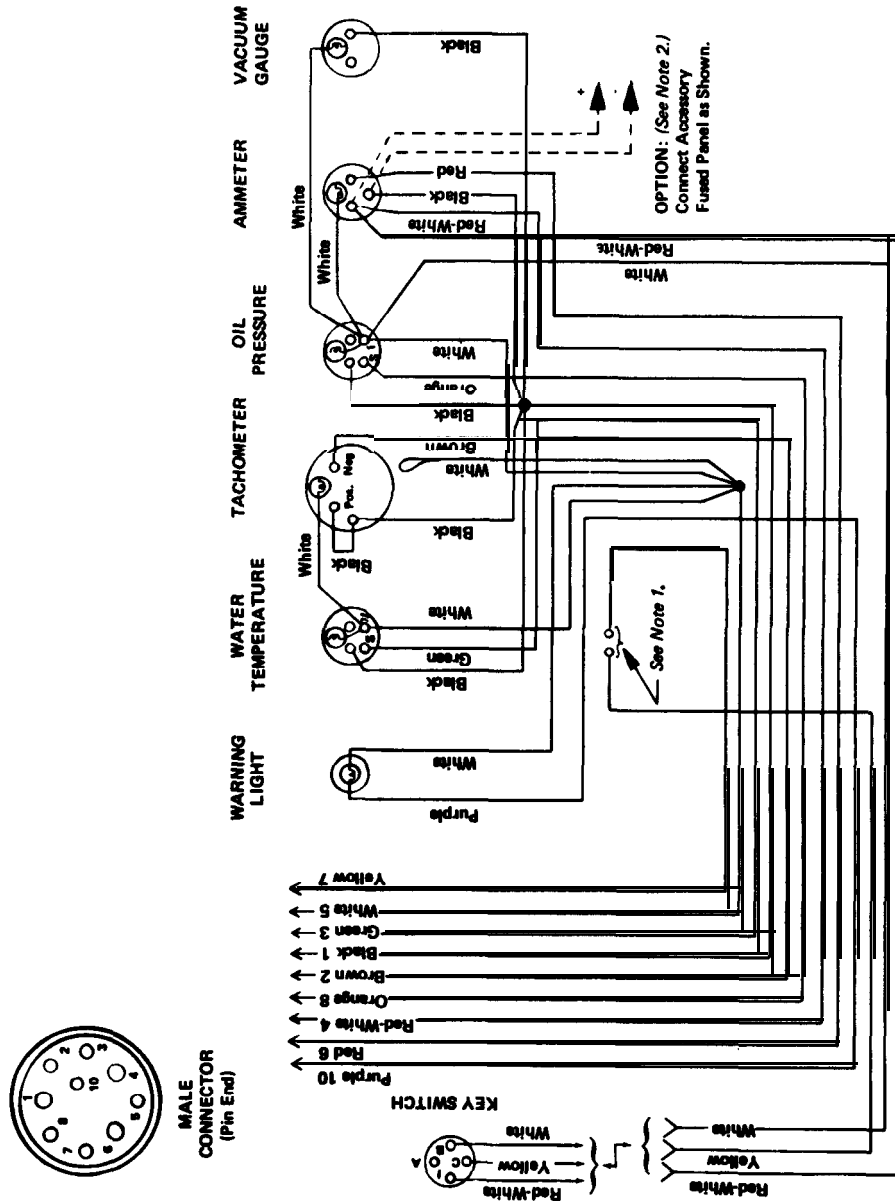 VACUUM
GAUGE
AMMETER
OIL
PRESSURE
TACHOMETER
WATER
TEMPERATURE
WARNING
LIGHT
White
White
White
Black
Red
Black
Red-White
Red-White
White
White
Orange
Black
Brown
White
Neg
Pos.
Black
Black
White
Green
Black
White
Purple
+
-
OPTION: (See Note 2.)
Connect Accessory
Fused Panel as Shown.
See Note 1.
Yellow 7
White 5
Green 3
Black 1
Brown 2
Orange 8
Red-White 4
Red 6
Purple 10
1
2
3
4
5
6
7
8
10
MALE
CONNECTOR
(Pin End)
KEY SWITCH
A
B
C
I
White
Yellow
Red-White
White
Yellow
Red-White